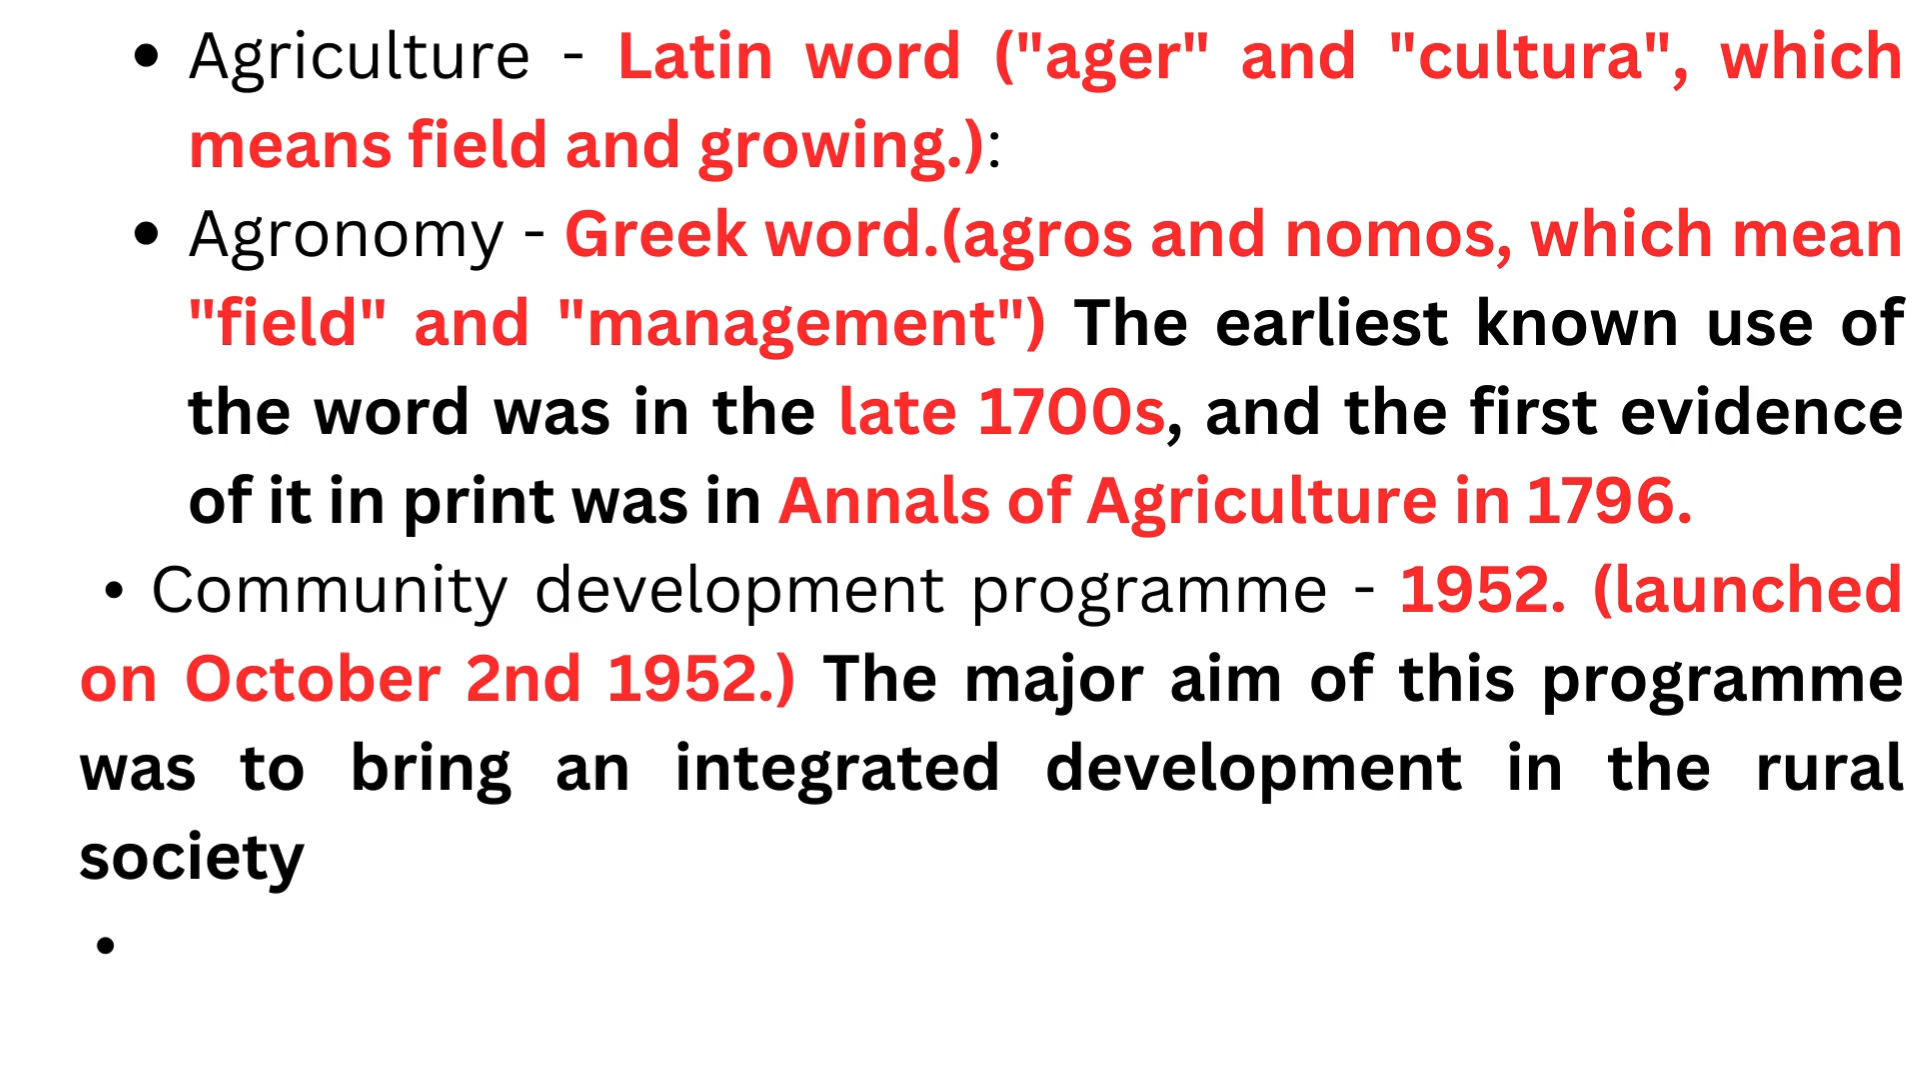 • Agriculture - Latin word ("ager" and "cultura", which
means field and growing.):
• Agronomy - Greek word.(agros and nomos, which mean
"field" and "management") The earliest known use of
the word was in the late 1700s, and the first evidence
of it in print was in Annals of Agriculture in 1796.
• Community development programme - 1952. (launched
on October 2nd 1952.) The major aim of this programme
was to bring an integrated development in the rural
society
•